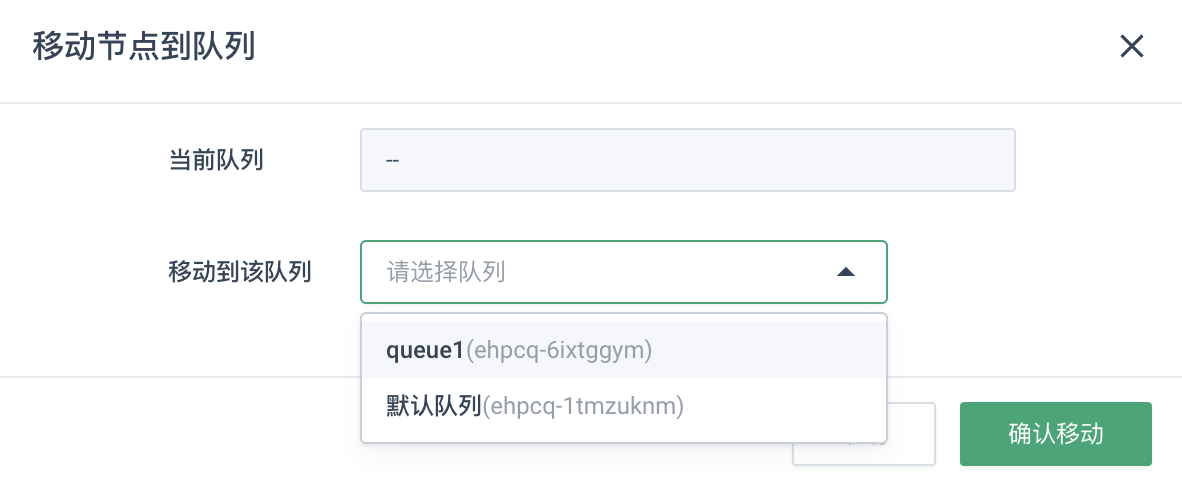 移动节点到队列
当前队列
--
移动到该队列
请选择队列
queue1(ehpcq-6ixtggym)
默认队列(ehpcq-1tmzuknm)
确认移动